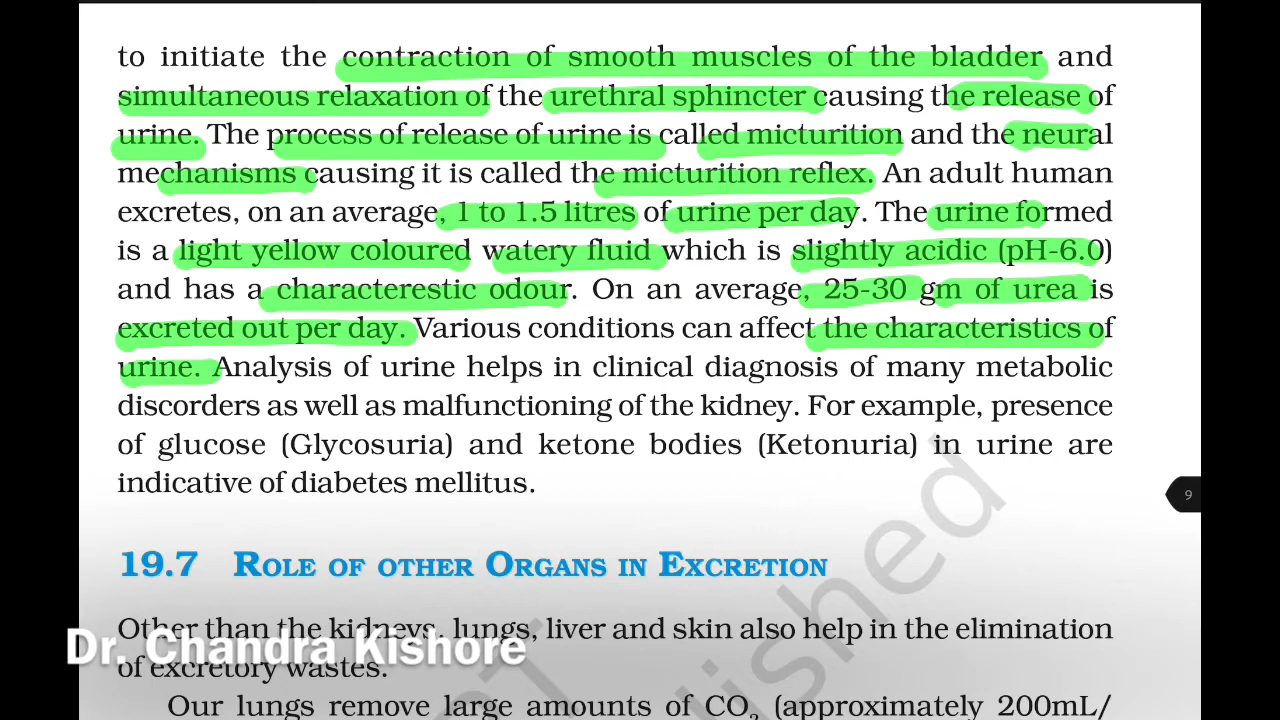 to initiate the contraction of smooth muscles of the bladder and
simultaneous relaxation of the urethral sphincter causing the release of
urine. The process of release of urine is called micturition and the neural
mechanisms causing it is called the micturition reflex. An adult human
excretes, on an average, 1 to 1.5 litres of urine per day. The urine formed
is a light yellow coloured watery fluid which is slightly acidic (pH-6.0)
and has a characterestic odour. On an average, 25-30 gm of urea is
excreted out per day. Various conditions can affect the characteristics of
urine. Analysis of urine helps in clinical diagnosis of many metabolic
discorders as well as malfunctioning of the kidney. For example, presence
of glucose (Glycosuria) and ketone bodies (Ketonuria) in urine are
indicative of diabetes mellitus.
9
19.7 Role of other Organs in Excretion
Other than the kidneys, lungs, liver and skin also help in the elimination
of excretory wastes.
Dr. Chandra Kishore
Our lungs remove large amounts of CO₂ (approximately 200mL/